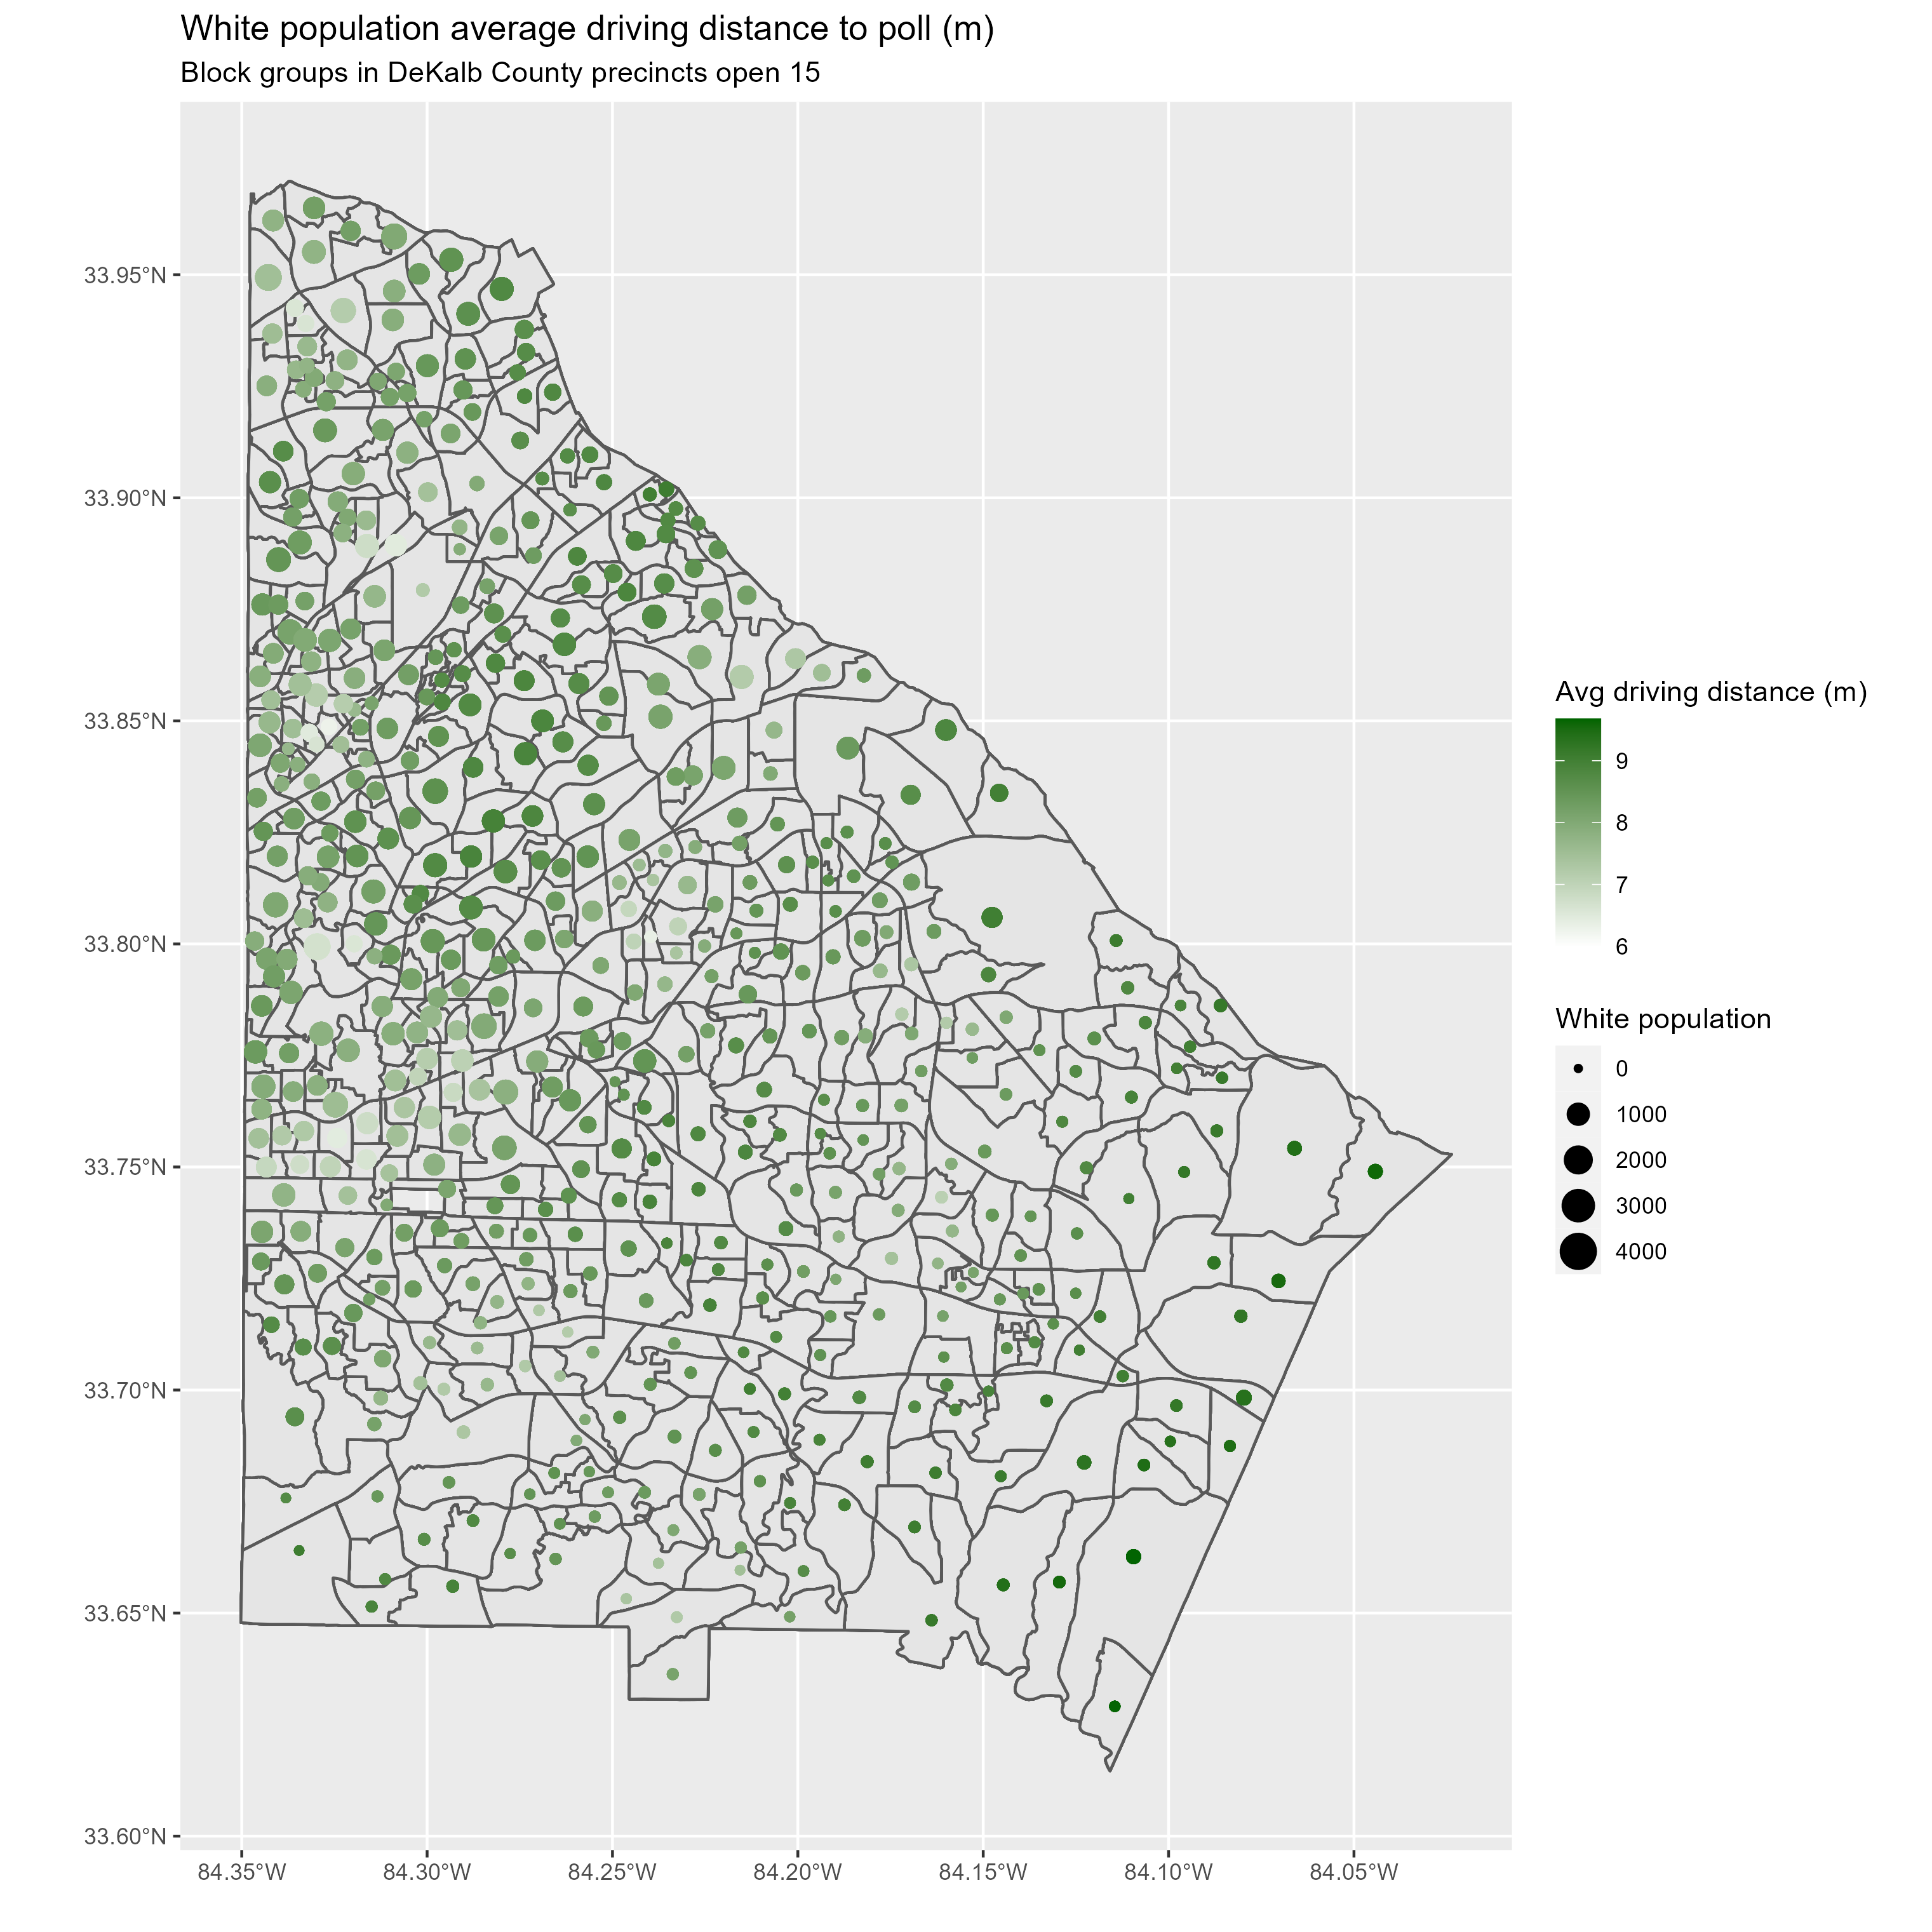 White population average driving distance to poll (m)
Block groups in DeKalb County precincts open 15
33.95°N
33.90°N
33.85°N
33.80°N
33.75°N
33.70°N
33.65°N
33.60°N
84.35°W
84.30°W
84.25°W
84.20°W
84.15°W
84.10°W
84.05°W
Avg driving distance (m)
9
8
7
6
White population
0
1000
2000
3000
4000